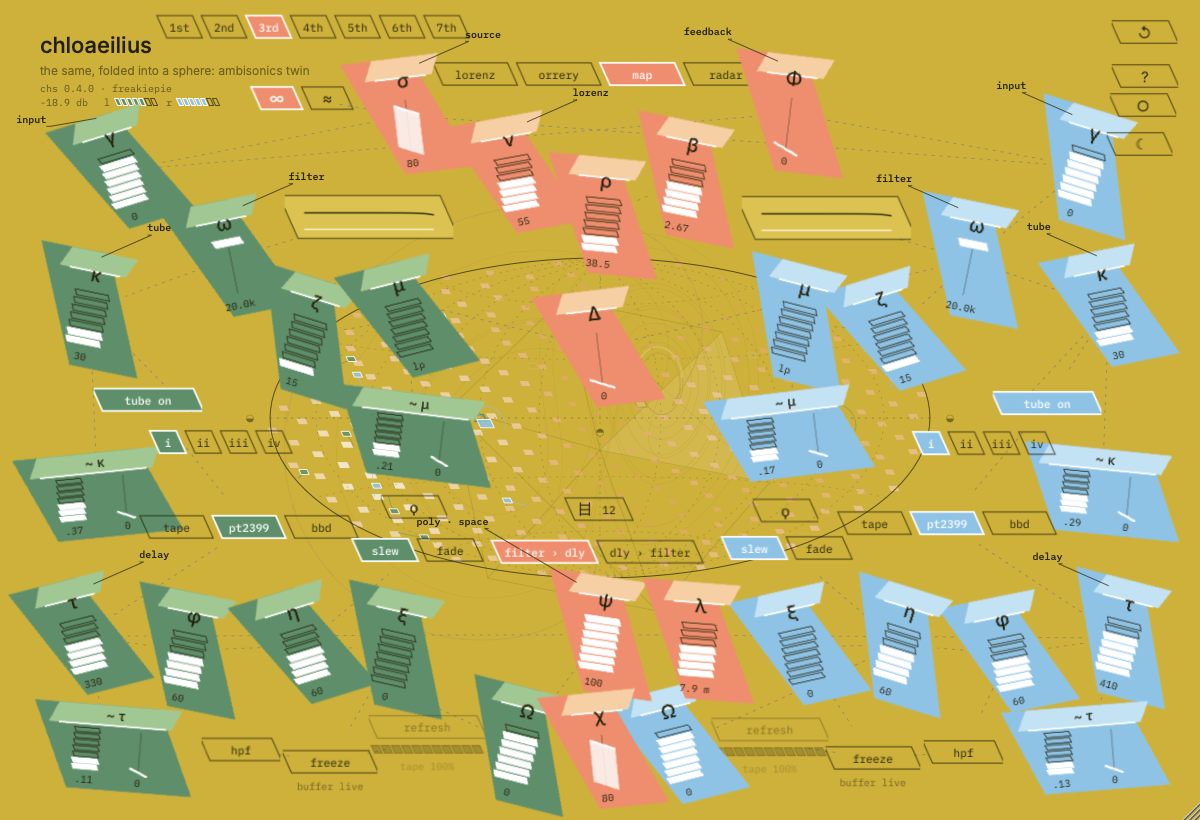 1st 2nd 3rd 4th 5th 6th 7th
source
feedback
chloaeilius
the same, folded into a sphere: ambisonics twin
chs 0.4.0 · freakiepie
-18.9 db l r
∞ ≈
lorenz orrery map radar
?
input
lorenz
input
γ 0
σ 80
ν 55
ρ 38.5
β 2.67
Φ 0
γ 0
filter
filter
tube
tube
ω 20.0k
ω 20.0k
κ 30
ζ 15
μ lp
Δ 0
μ lp
ζ 15
κ 30
tube on
tube on
~ μ .21 0
~ μ .17 0
i ii iii iv
i ii iii iv
~ κ .37 0
~ κ .29 0
12
tape pt2399 bbd
poly · space
tape pt2399 bbd
slew fade
filter › dly dly › filter
slew fade
delay
delay
τ 330
φ 60
η 60
ξ 0
ψ 100
λ 7.9 m
ξ 0
η 60
φ 60
τ 410
~ τ .11 0
Ω 0
χ 80
Ω 0
~ τ .13 0
refresh
refresh
tape 100%
tape 100%
hpf
freeze
buffer live
freeze
hpf
buffer live